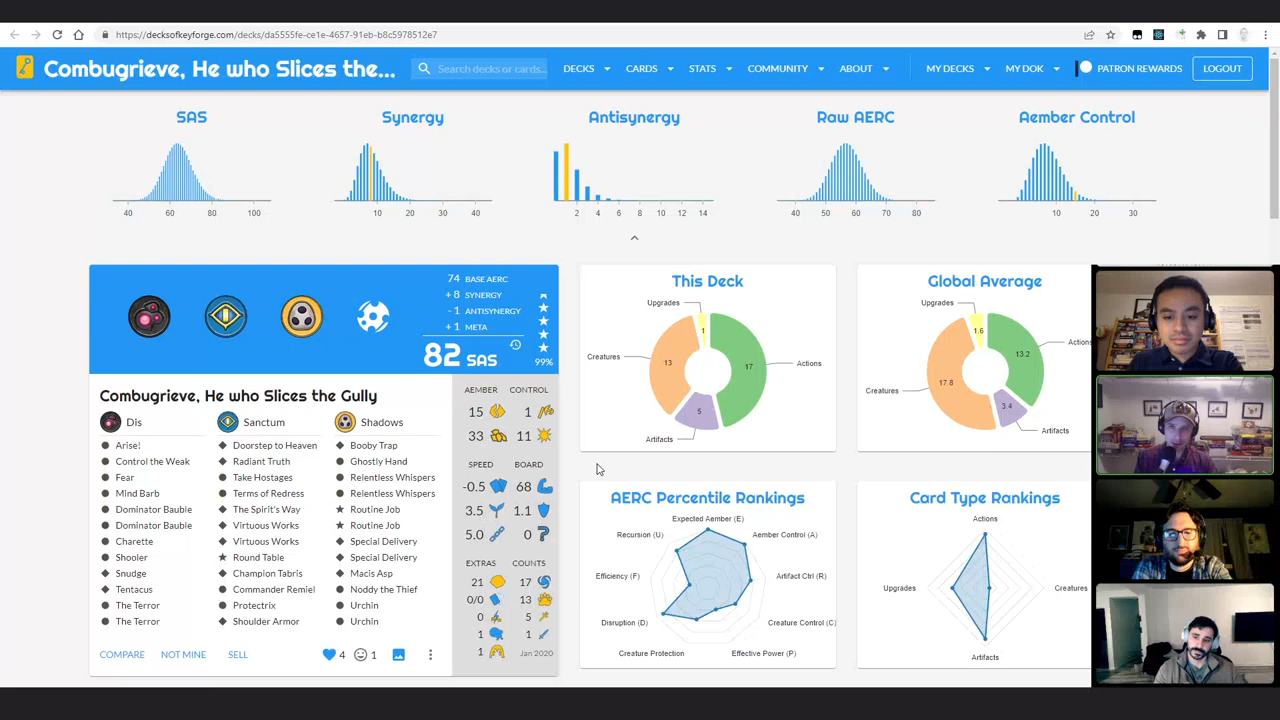 https://decksofkeyforge.com/decks/da5555fe-ce1e-4657-91eb-b8c5978512e7
Combugrieve, He who Slices the...
Search decks or cards...
DECKS CARDS STATS COMMUNITY ABOUT MY DECKS MY DOK PATRON REWARDS LOGOUT
SAS Synergy Antisynergy Raw AERC Aember Control
40 60 80 100
10 20 30 40
2 4 6 8 10 12 14
40 50 60 70 80
10 20 30
74 BASE AERC
+ 8 SYNERGY
- 1 ANTISYNERGY
+ 1 META
82 SAS
99%
Combugrieve, He who Slices the Gully
Dis
Arise!
Control the Weak
Fear
Mind Barb
Dominator Bauble
Dominator Bauble
Charette
Shooler
Snudge
Tentacus
The Terror
The Terror
Sanctum
Doorstep to Heaven
Radiant Truth
Take Hostages
Terms of Redress
The Spirit's Way
Virtuous Works
Virtuous Works
Round Table
Champion Tabris
Commander Remiel
Protectrix
Shoulder Armor
Shadows
Booby Trap
Ghostly Hand
Relentless Whispers
Relentless Whispers
Routine Job
Routine Job
Special Delivery
Special Delivery
Macis Asp
Noddy the Thief
Urchin
Urchin
COMPARE NOT MINE SELL 4 1
AEMBER CONTROL
15 1
33 11
SPEED BOARD
-0.5 68
3.5 1.1
5.0 0
EXTRAS COUNTS
21 17
0/0 13
0 5
1 1
1 Jan 2020
This Deck
Upgrades
1
Creatures
13
17
Actions
5
Artifacts
Global Average
Upgrades
1.6
Actions
13.2
17.8
Creatures
3.4
Artifacts
AERC Percentile Rankings
Expected Aember (E)
Recursion (U)
Aember Control (A)
Efficiency (F)
Artifact Ctrl (R)
Disruption (D)
Creature Control (C)
Creature Protection
Effective Power (P)
Card Type Rankings
Actions
Upgrades
Creatures
Artifacts